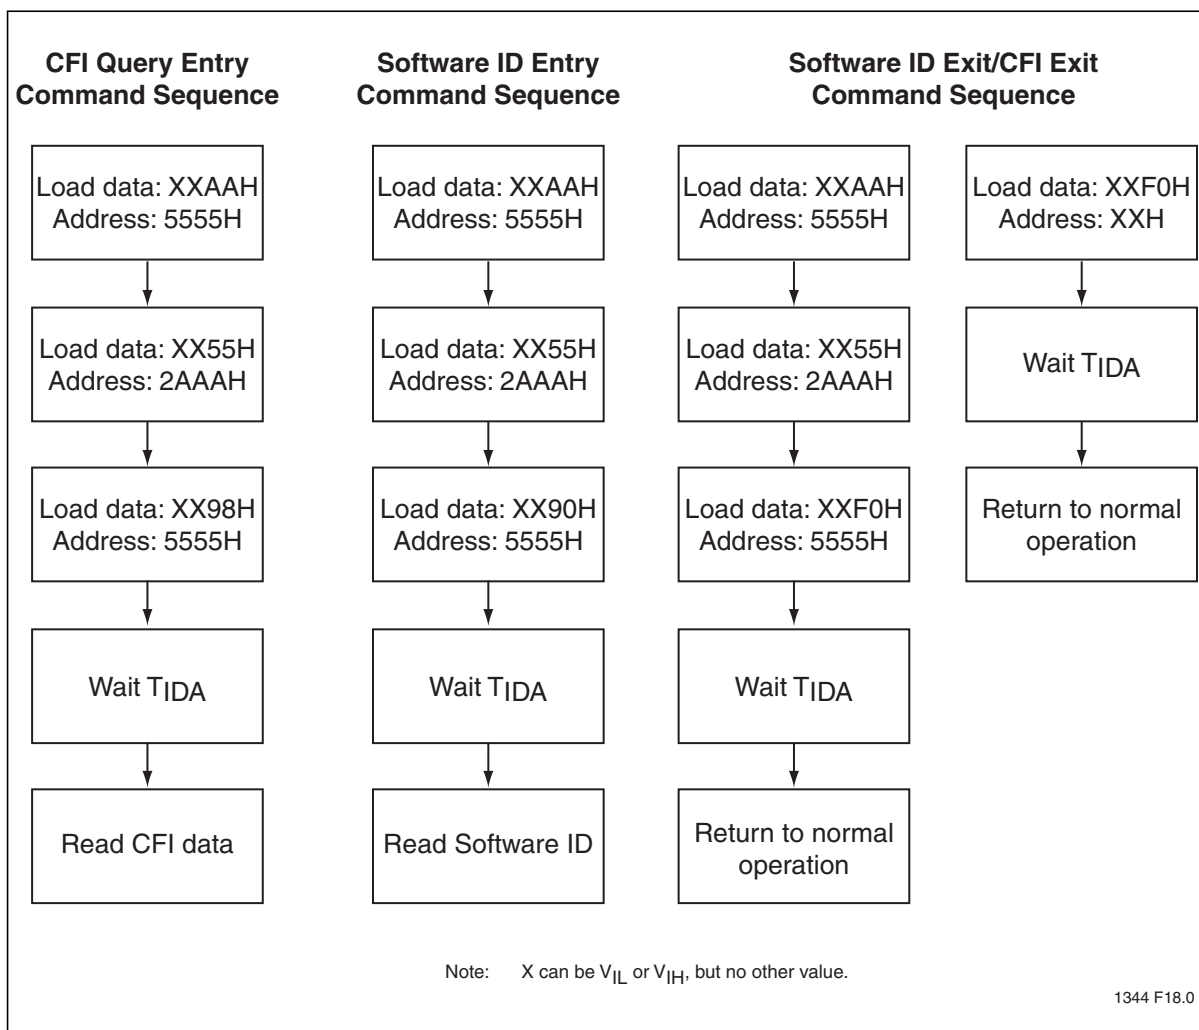 CFI Query Entry
Command Sequence
Load data: XXAAH
Address: 5555H
Load data: XX55H
Address: 2AAAH
Load data: XX98H
Address: 5555H
Wait TIDA
Read CFI data
Software ID Entry
Command Sequence
Load data: XXAAH
Address: 5555H
Load data: XX55H
Address: 2AAAH
Load data: XX90H
Address: 5555H
Wait TIDA
Read Software ID
Software ID Exit/CFI Exit
Command Sequence
Load data: XXAAH
Address: 5555H
Load data: XX55H
Address: 2AAAH
Load data: XXF0H
Address: 5555H
Wait TIDA
Return to normal
operation
Load data: XXF0H
Address: XXH
Wait TIDA
Return to normal
operation
Note: X can be VIL or VIH, but no other value.
1344 F18.0